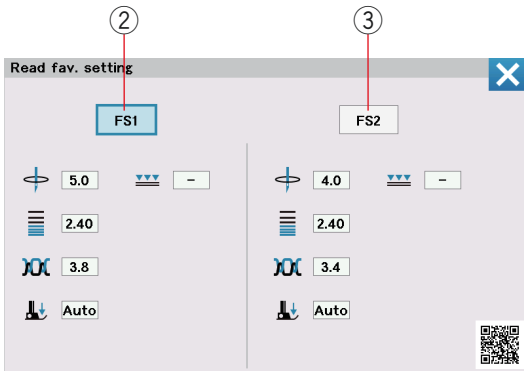 ② ③
Read fav. setting
FS1 FS2
5.0 - 4.0 -
2.40 2.40
3.8 3.4
Auto Auto